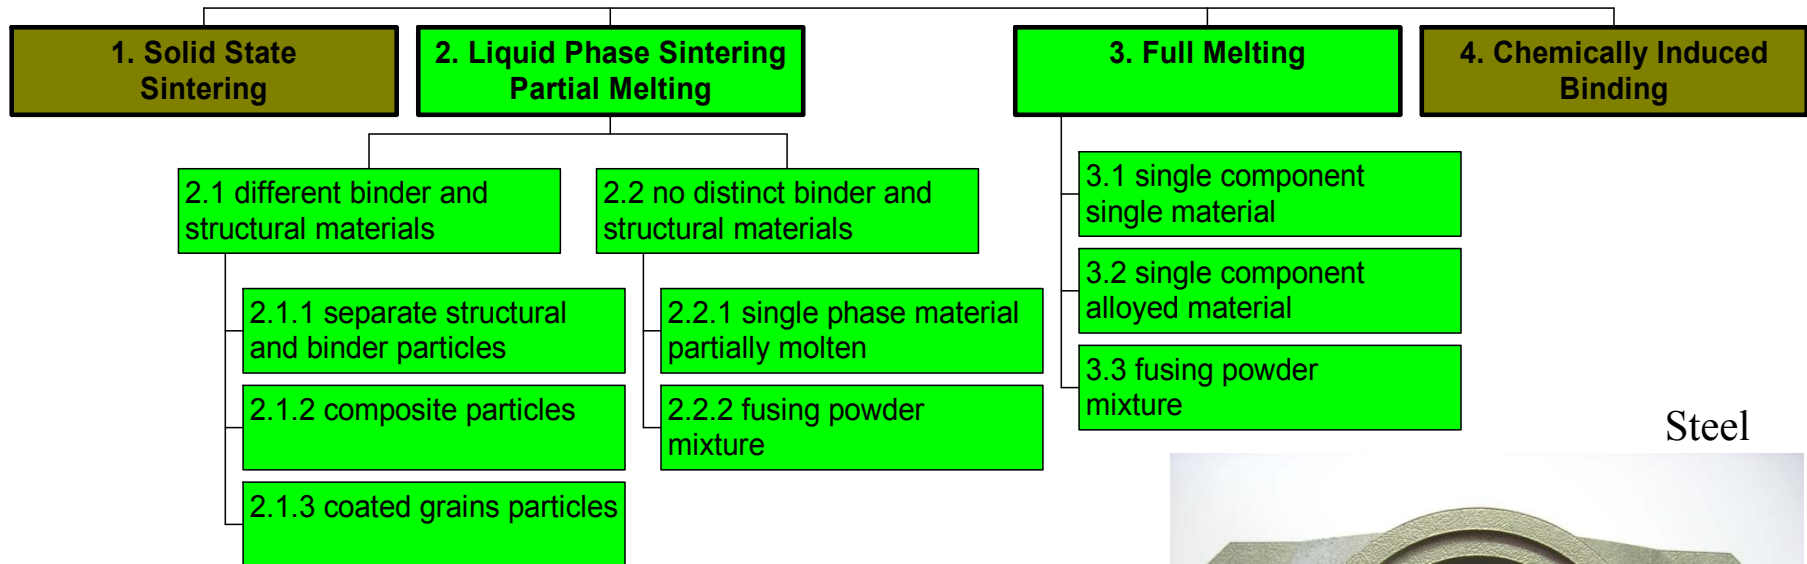 1. Solid State
Sintering
2. Liquid Phase Sintering
Partial Melting
3. Full Melting
4. Chemically Induced
Binding
2.1 different binder and
structural materials
2.2 no distinct binder and
structural materials
2.1.1 separate structural
and binder particles
2.1.2 composite particles
2.1.3 coated grains particles
2.2.1 single phase material
partially molten
2.2.2 fusing powder
mixture
3.1 single component
single material
3.2 single component
alloyed material
3.3 fusing powder
mixture
Steel